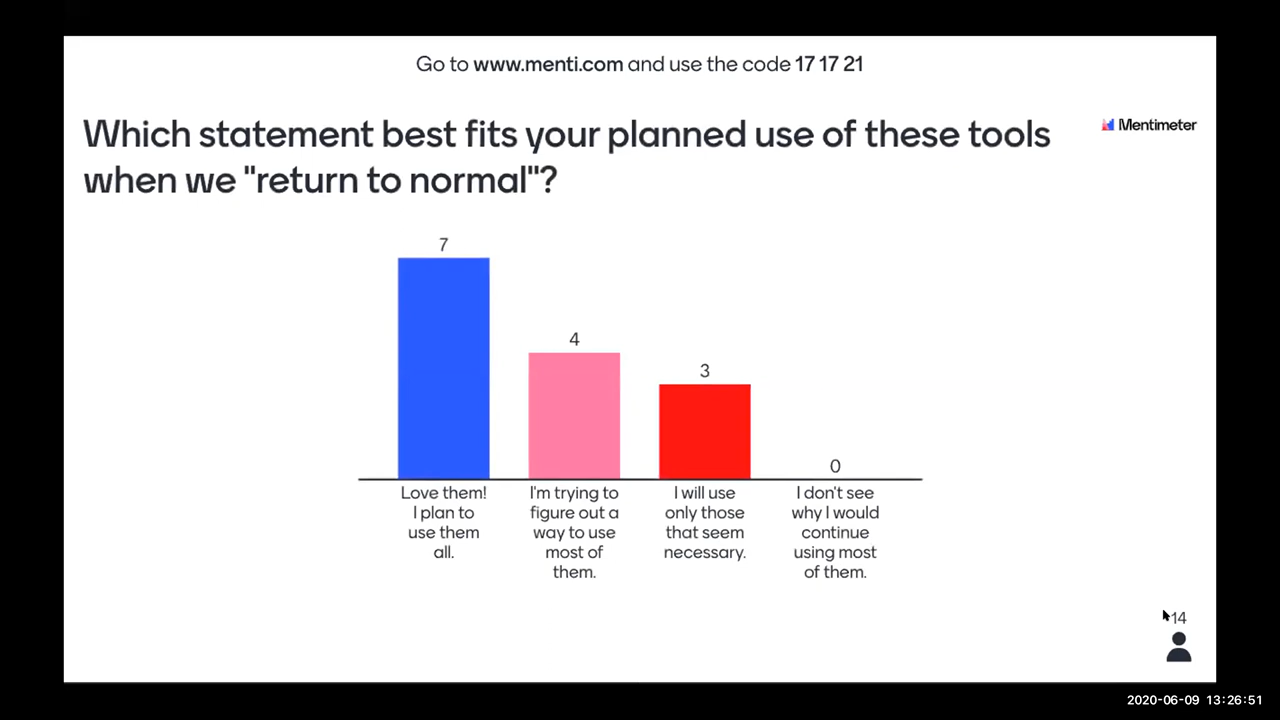 Go to www.menti.com and use the code 17 17 21
Which statement best fits your planned use of these tools
when we "return to normal"?
Mentimeter
7
4
3
0
Love them!
I plan to
use them
all.
I'm trying to
figure out a
way to use
most of
them.
I will use
only those
that seem
necessary.
I don't see
why I would
continue
using most
of them.
14
2020-06-09 13:26:51